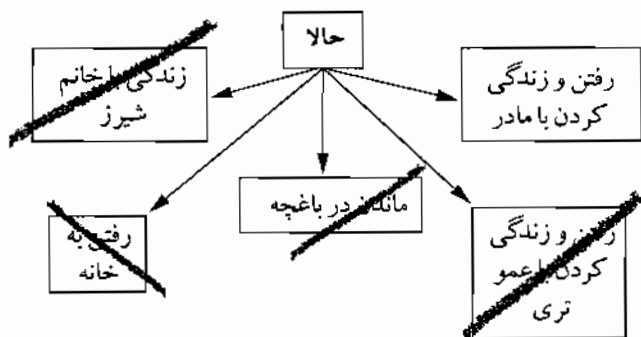 حالا
رفتن و زندگی
کردن با مادر
زندگی با خانم
شیرز
ماندن در باغچه
رفتن به
خانه
رفتن و زندگی
کردن با عمو
تری